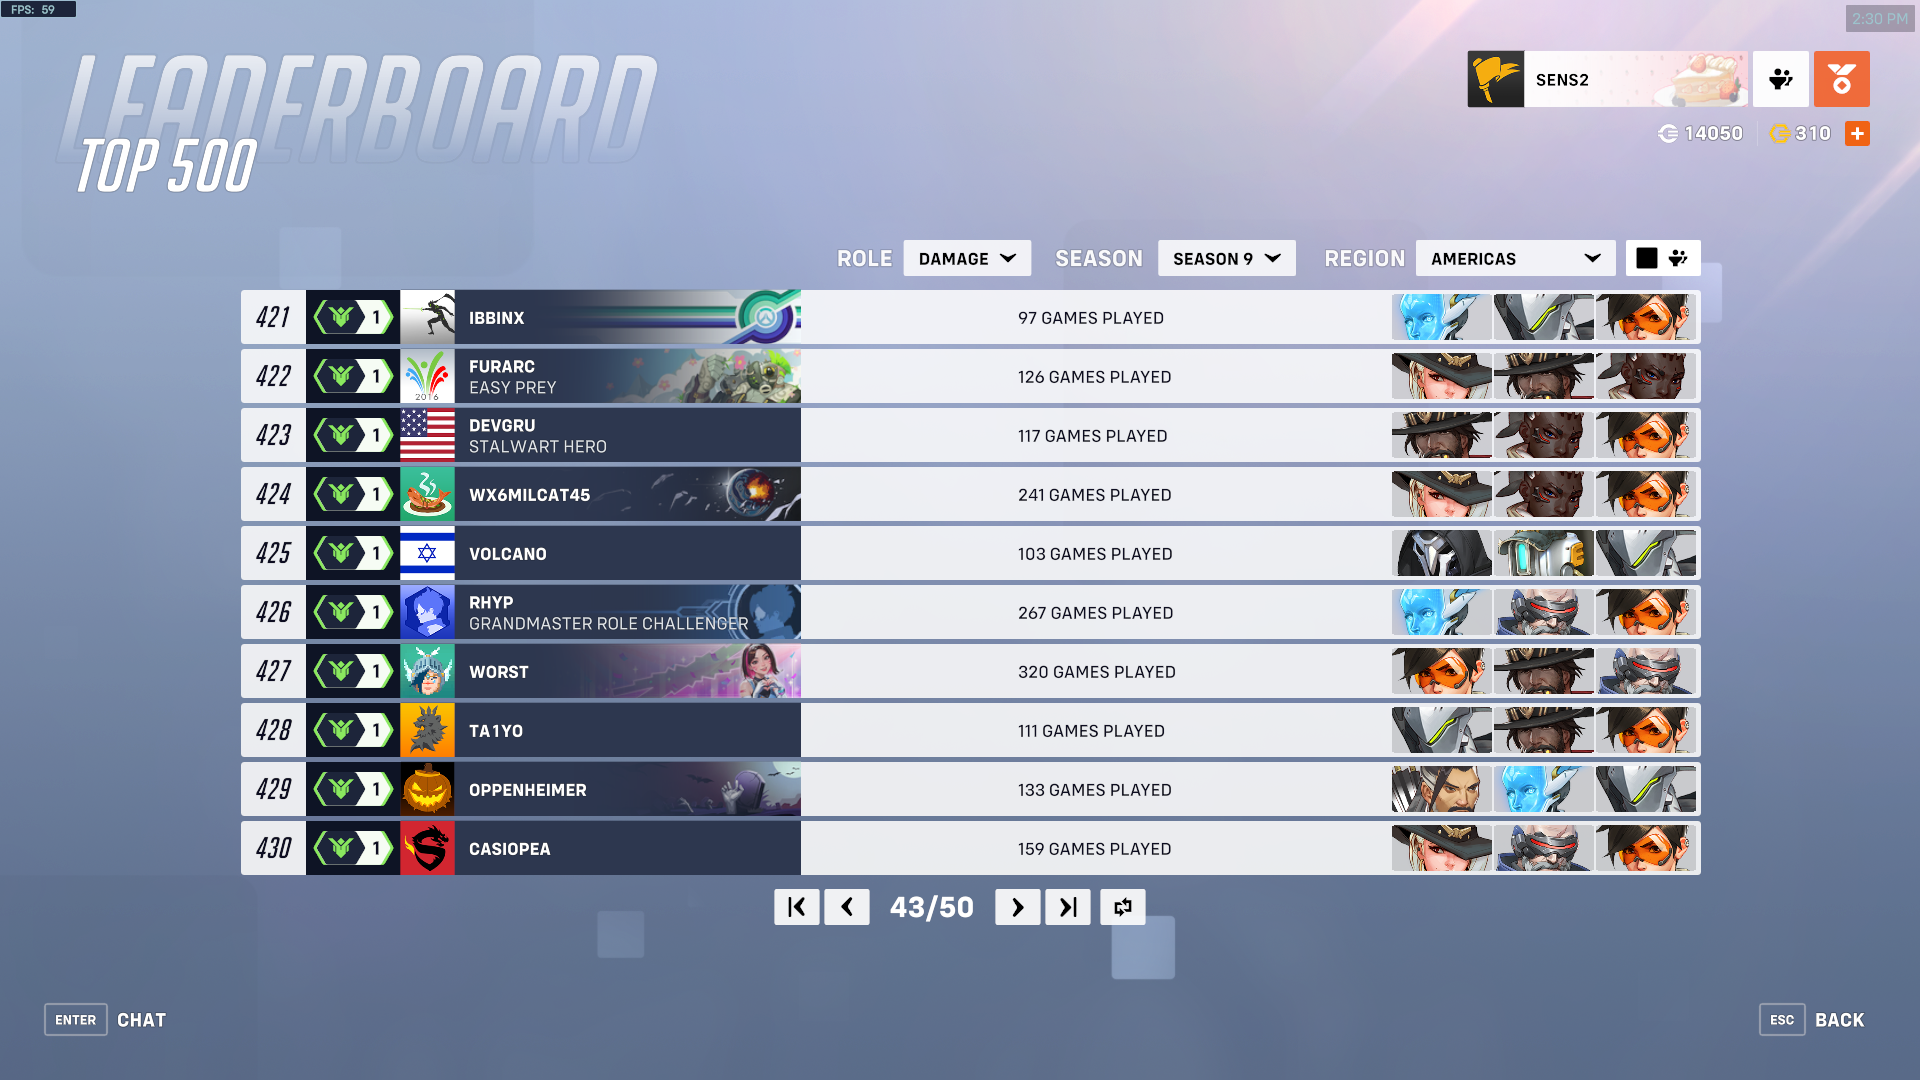 FPS: 59
2:30 PM
LEADERBOARD
TOP 500
SENS2
14050
310
ROLE DAMAGE SEASON SEASON 9 REGION AMERICAS
421 1 IBBINX 97 GAMES PLAYED
422 1 2016 FURARC 126 GAMES PLAYED
EASY PREY
423 1 DEVGRU 117 GAMES PLAYED
STALWART HERO
424 1 WX6MILCAT45 241 GAMES PLAYED
425 1 VOLCANO 103 GAMES PLAYED
426 1 RHYP 267 GAMES PLAYED
GRANDMASTER ROLE CHALLENGER
427 1 WORST 320 GAMES PLAYED
428 1 TA1YO 111 GAMES PLAYED
429 1 OPPENHEIMER 133 GAMES PLAYED
430 1 CASIOPEA 159 GAMES PLAYED
43/50
ENTER CHAT
ESC BACK